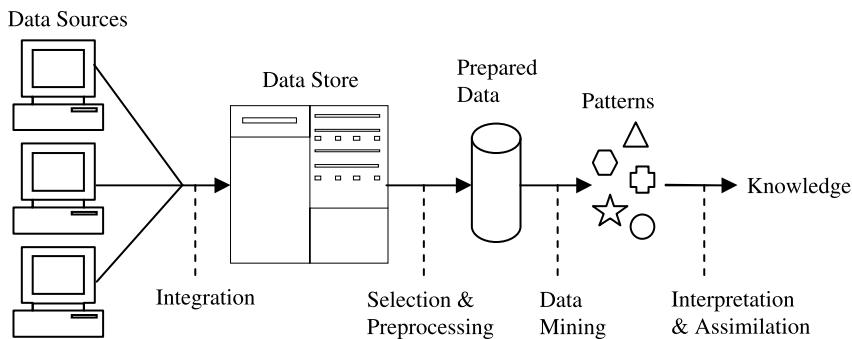 Data Sources
Data Store
Prepared
Data
Patterns
Knowledge
Integration
Selection &
Preprocessing
Data
Mining
Interpretation
& Assimilation